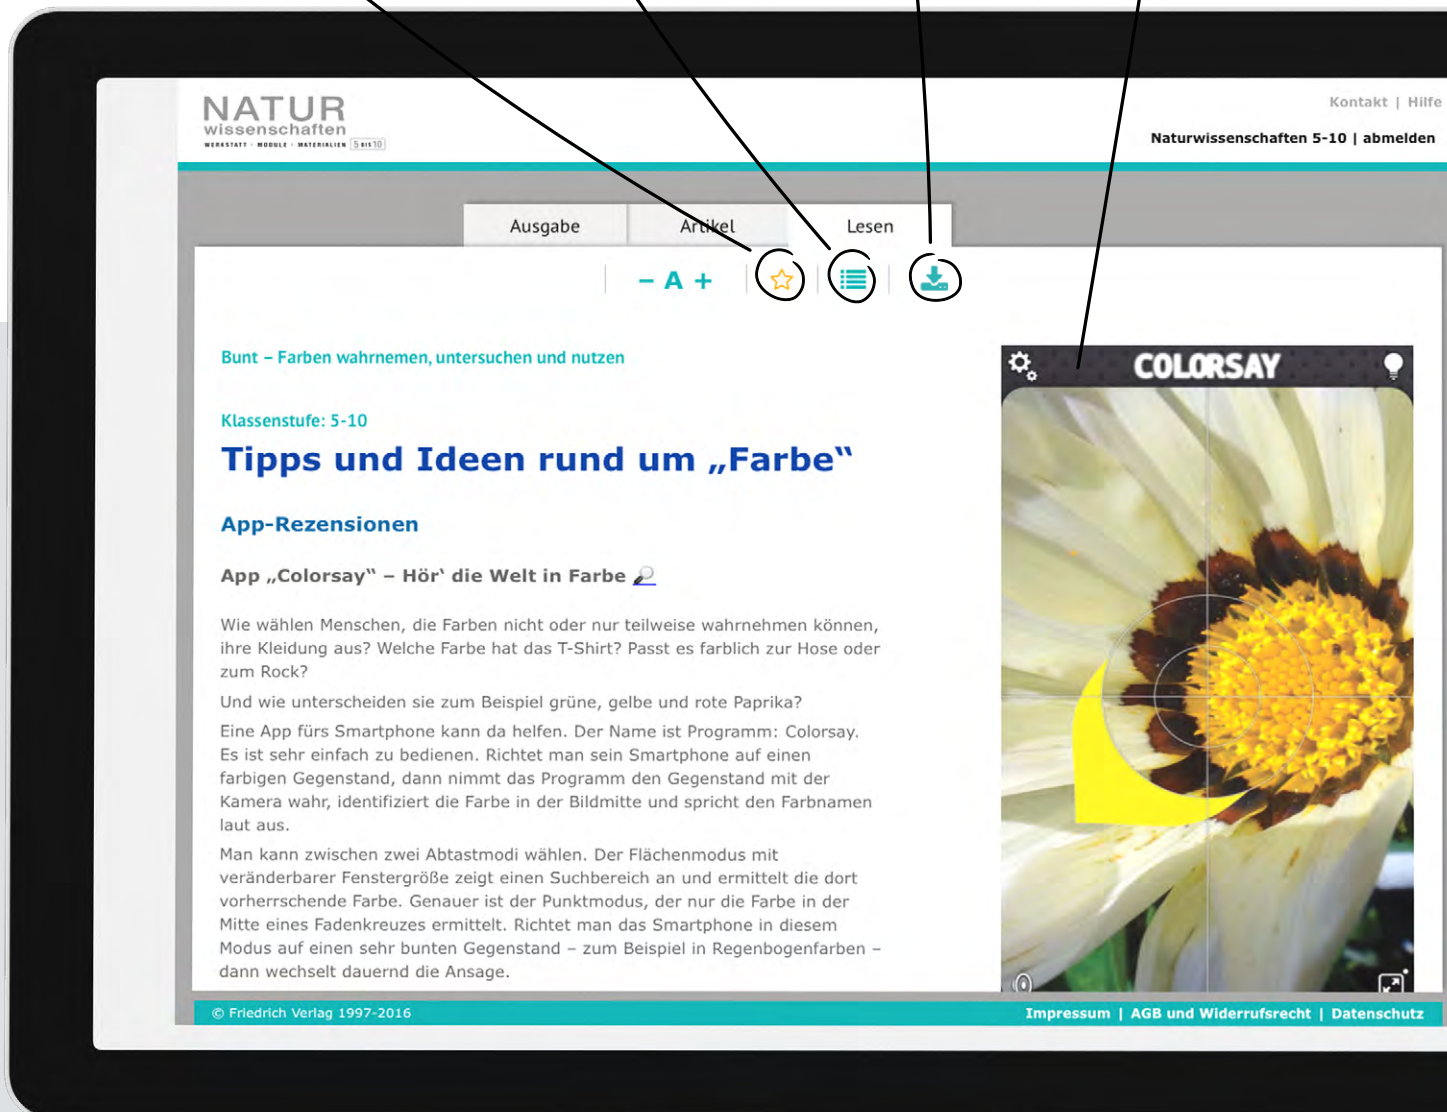 NATUR
wissenschaften
WERKSTATT · MODULE · MATERIALIEN 5 BIS 10
Kontakt | Hilfe
Naturwissenschaften 5-10 | abmelden
Ausgabe Artikel Lesen
– A +
Bunt – Farben wahrnemen, untersuchen und nutzen
Klassenstufe: 5-10
Tipps und Ideen rund um „Farbe“
App-Rezensionen
App „Colorsay“ – Hör‘ die Welt in Farbe
Wie wählen Menschen, die Farben nicht oder nur teilweise wahrnehmen können,
ihre Kleidung aus? Welche Farbe hat das T-Shirt? Passt es farblich zur Hose oder
zum Rock?
Und wie unterscheiden sie zum Beispiel grüne, gelbe und rote Paprika?
Eine App fürs Smartphone kann da helfen. Der Name ist Programm: Colorsay.
Es ist sehr einfach zu bedienen. Richtet man sein Smartphone auf einen
farbigen Gegenstand, dann nimmt das Programm den Gegenstand mit der
Kamera wahr, identifiziert die Farbe in der Bildmitte und spricht den Farbnamen
laut aus.
Man kann zwischen zwei Abtastmodi wählen. Der Flächenmodus mit
veränderbarer Fenstergröße zeigt einen Suchbereich an und ermittelt die dort
vorherrschende Farbe. Genauer ist der Punktmodus, der nur die Farbe in der
Mitte eines Fadenkreuzes ermittelt. Richtet man das Smartphone in diesem
Modus auf einen sehr bunten Gegenstand – zum Beispiel in Regenbogenfarben –
dann wechselt dauernd die Ansage.
COLORSAY
© Friedrich Verlag 1997-2016
Impressum | AGB und Widerrufsrecht | Datenschutz